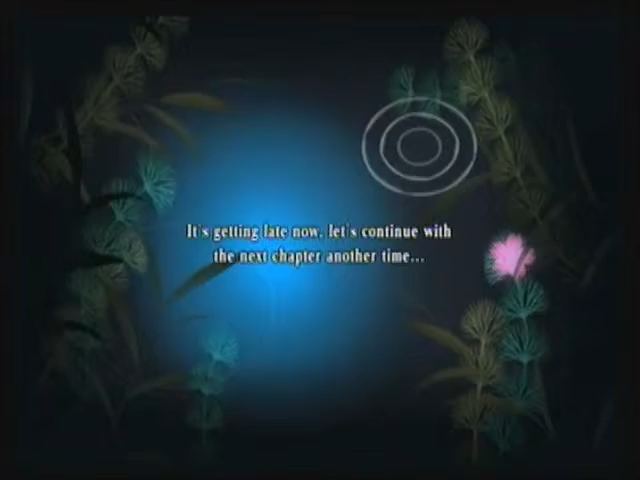 It's getting late now, let's continue with
the next chapter another time...